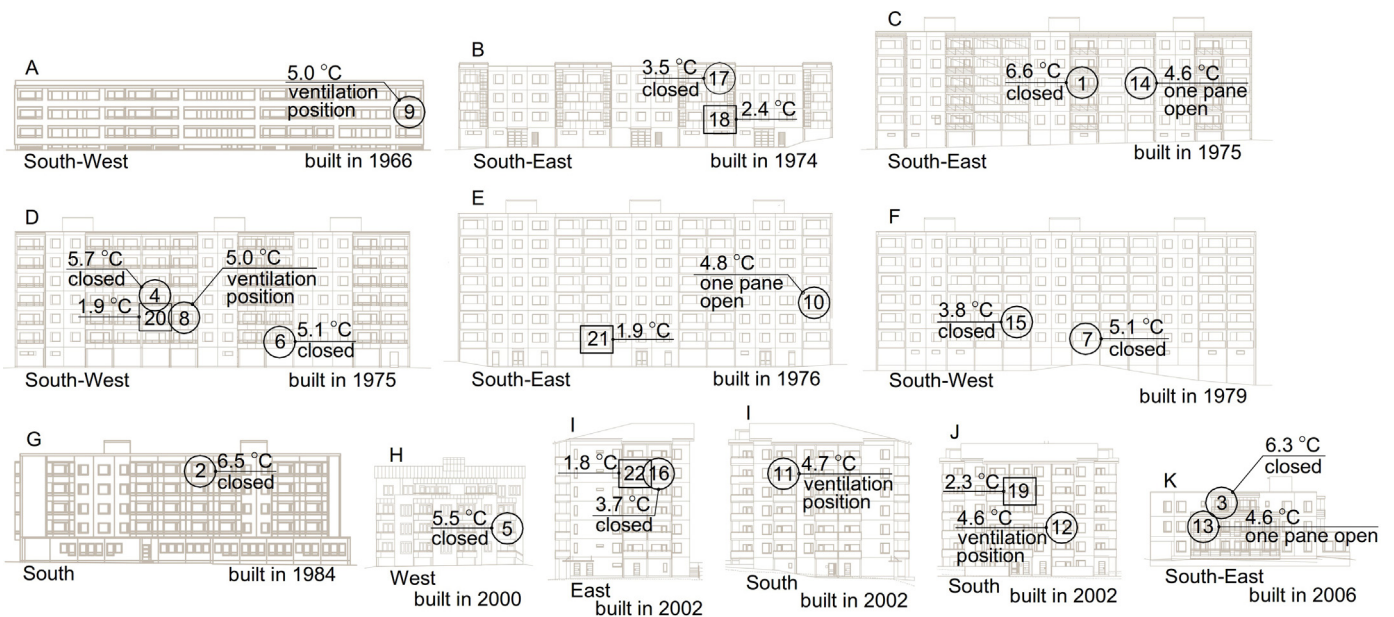 A
5.0 °C
ventilation
position
9
South-West
built in 1966
B
3.5 °C
closed
17
18
2.4 °C
South-East
built in 1974
C
6.6 °C
closed
1
14
4.6 °C
one pane
open
South-East
built in 1975
D
5.7 °C
closed
4
1.9 °C
20
8
5.0 °C
ventilation
position
6
5.1 °C
closed
South-West
built in 1975
E
4.8 °C
one pane
open
10
21
1.9 °C
South-East
built in 1976
F
3.8 °C
closed
15
7
5.1 °C
closed
South-West
built in 1979
G
2
6.5 °C
closed
South
built in 1984
H
5.5 °C
closed
5
West
built in 2000
I
1.8 °C
22
16
3.7 °C
closed
East
built in 2002
I
11
4.7 °C
ventilation
position
South
built in 2002
J
2.3 °C
19
4.6 °C
ventilation
position
12
South
built in 2002
K
6.3 °C
closed
3
13
4.6 °C
one pane open
South-East
built in 2006